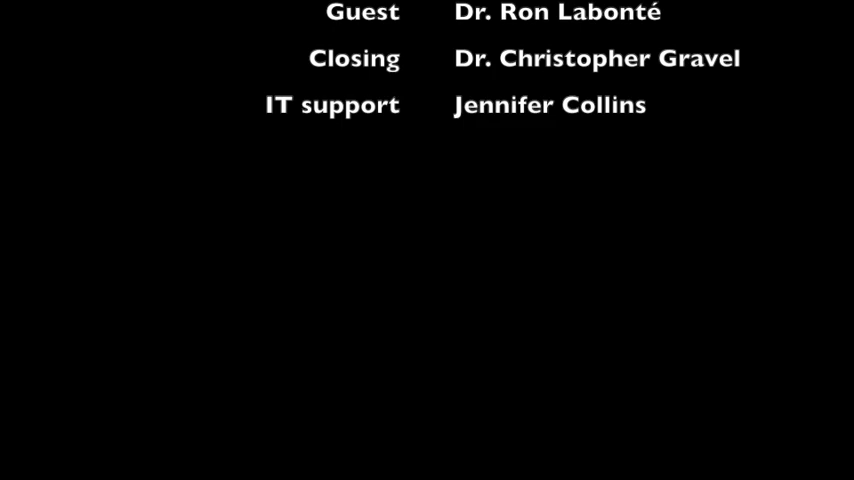 Guest Dr. Ron Labonté
Closing Dr. Christopher Gravel
IT support Jennifer Collins